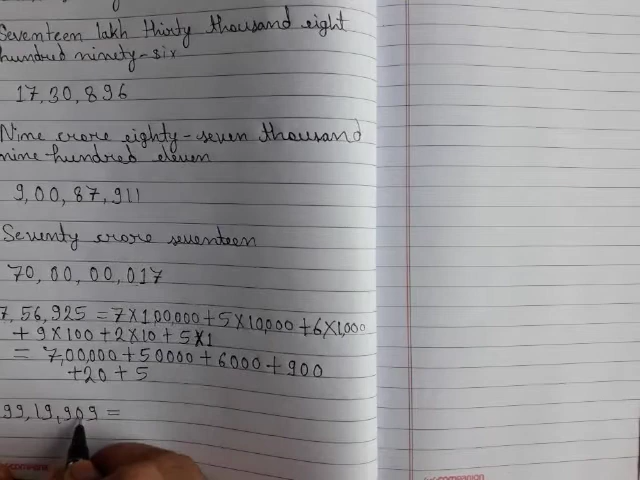 Seventeen lakh thirty thousand eight
hundred ninety-six
17,30,896
Nine crore eighty-seven thousand
nine hundred eleven
9,00,87,911
Seventy crore seventeen
70,00,00,017
7,56,925 = 7×1,00,000+5×10,000+6×1,000
+ 9×100 + 2×10 + 5×1
= 7,00,000 + 50000 + 6000 + 900
+20 + 5
99,19,909 =